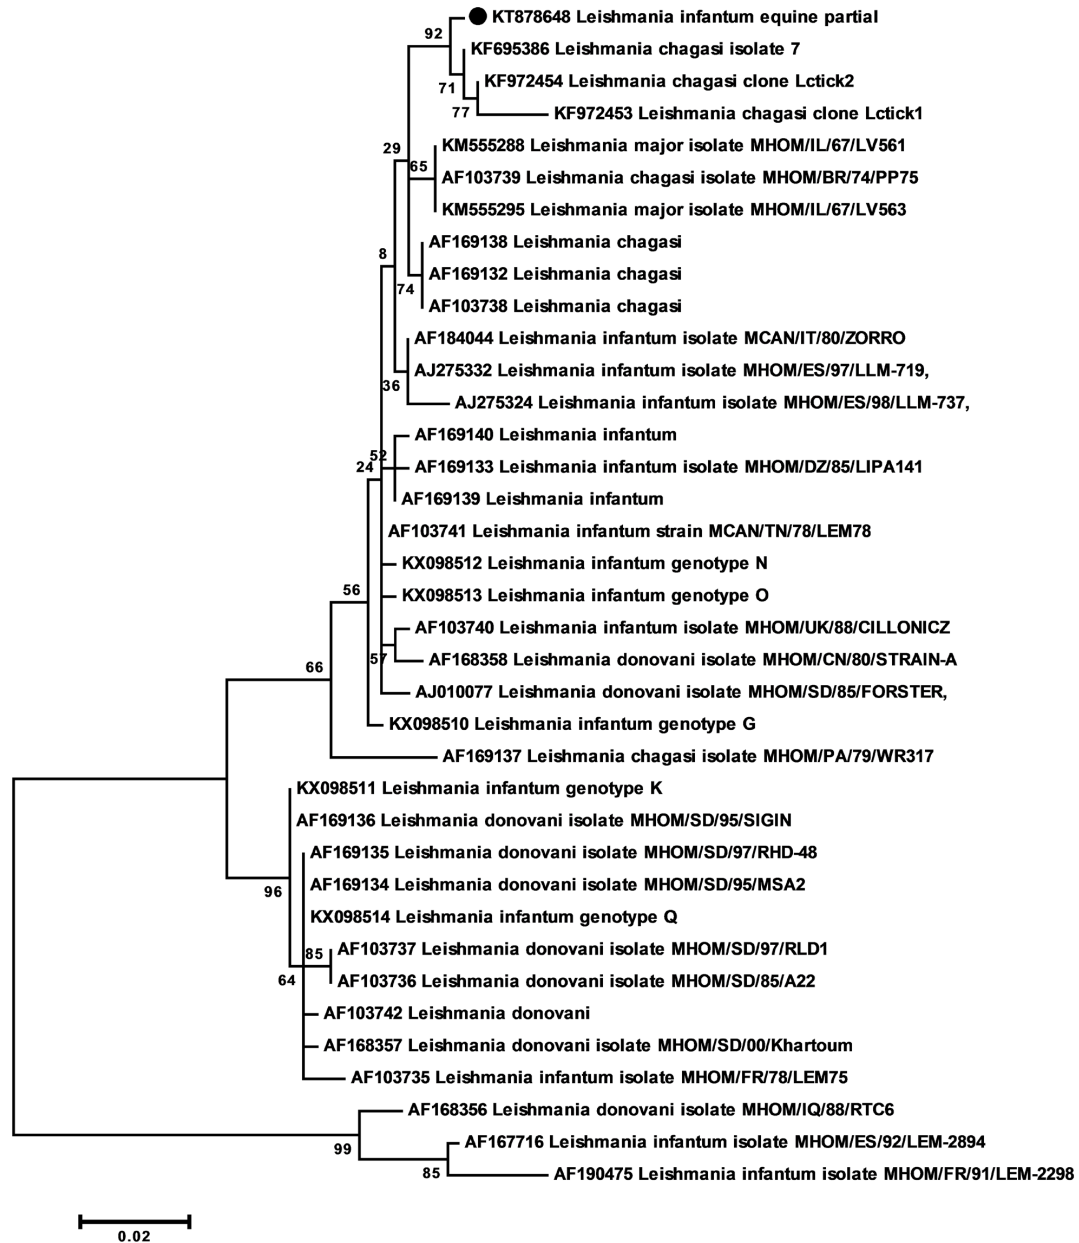 KT878648 Leishmania infantum equine partial
92
KF695386 Leishmania chagasi isolate 7
KF972454 Leishmania chagasi clone Lctick2
71
77
KF972453 Leishmania chagasi clone Lctick1
KM555288 Leishmania major isolate MHOM/IL/67/LV561
29
65
AF103739 Leishmania chagasi isolate MHOM/BR/74/PP75
KM555295 Leishmania major isolate MHOM/IL/67/LV563
AF169138 Leishmania chagasi
8
AF169132 Leishmania chagasi
74
AF103738 Leishmania chagasi
AF184044 Leishmania infantum isolate MCAN/IT/80/ZORRO
AJ275332 Leishmania infantum isolate MHOM/ES/97/LLM-719,
36
AJ275324 Leishmania infantum isolate MHOM/ES/98/LLM-737,
AF169140 Leishmania infantum
52
24
AF169133 Leishmania infantum isolate MHOM/DZ/85/LIPA141
AF169139 Leishmania infantum
AF103741 Leishmania infantum strain MCAN/TN/78/LEM78
KX098512 Leishmania infantum genotype N
56
KX098513 Leishmania infantum genotype O
AF103740 Leishmania infantum isolate MHOM/UK/88/CILLONICZ
57
AF168358 Leishmania donovani isolate MHOM/CN/80/STRAIN-A
66
AJ010077 Leishmania donovani isolate MHOM/SD/85/FORSTER,
KX098510 Leishmania infantum genotype G
AF169137 Leishmania chagasi isolate MHOM/PA/79/WR317
KX098511 Leishmania infantum genotype K
AF169136 Leishmania donovani isolate MHOM/SD/95/SIGIN
AF169135 Leishmania donovani isolate MHOM/SD/97/RHD-48
96
AF169134 Leishmania donovani isolate MHOM/SD/95/MSA2
KX098514 Leishmania infantum genotype Q
85
AF103737 Leishmania donovani isolate MHOM/SD/97/RLD1
64
AF103736 Leishmania donovani isolate MHOM/SD/85/A22
AF103742 Leishmania donovani
AF168357 Leishmania donovani isolate MHOM/SD/00/Khartoum
AF103735 Leishmania infantum isolate MHOM/FR/78/LEM75
AF168356 Leishmania donovani isolate MHOM/IQ/88/RTC6
99
AF167716 Leishmania infantum isolate MHOM/ES/92/LEM-2894
85
AF190475 Leishmania infantum isolate MHOM/FR/91/LEM-2298
0.02